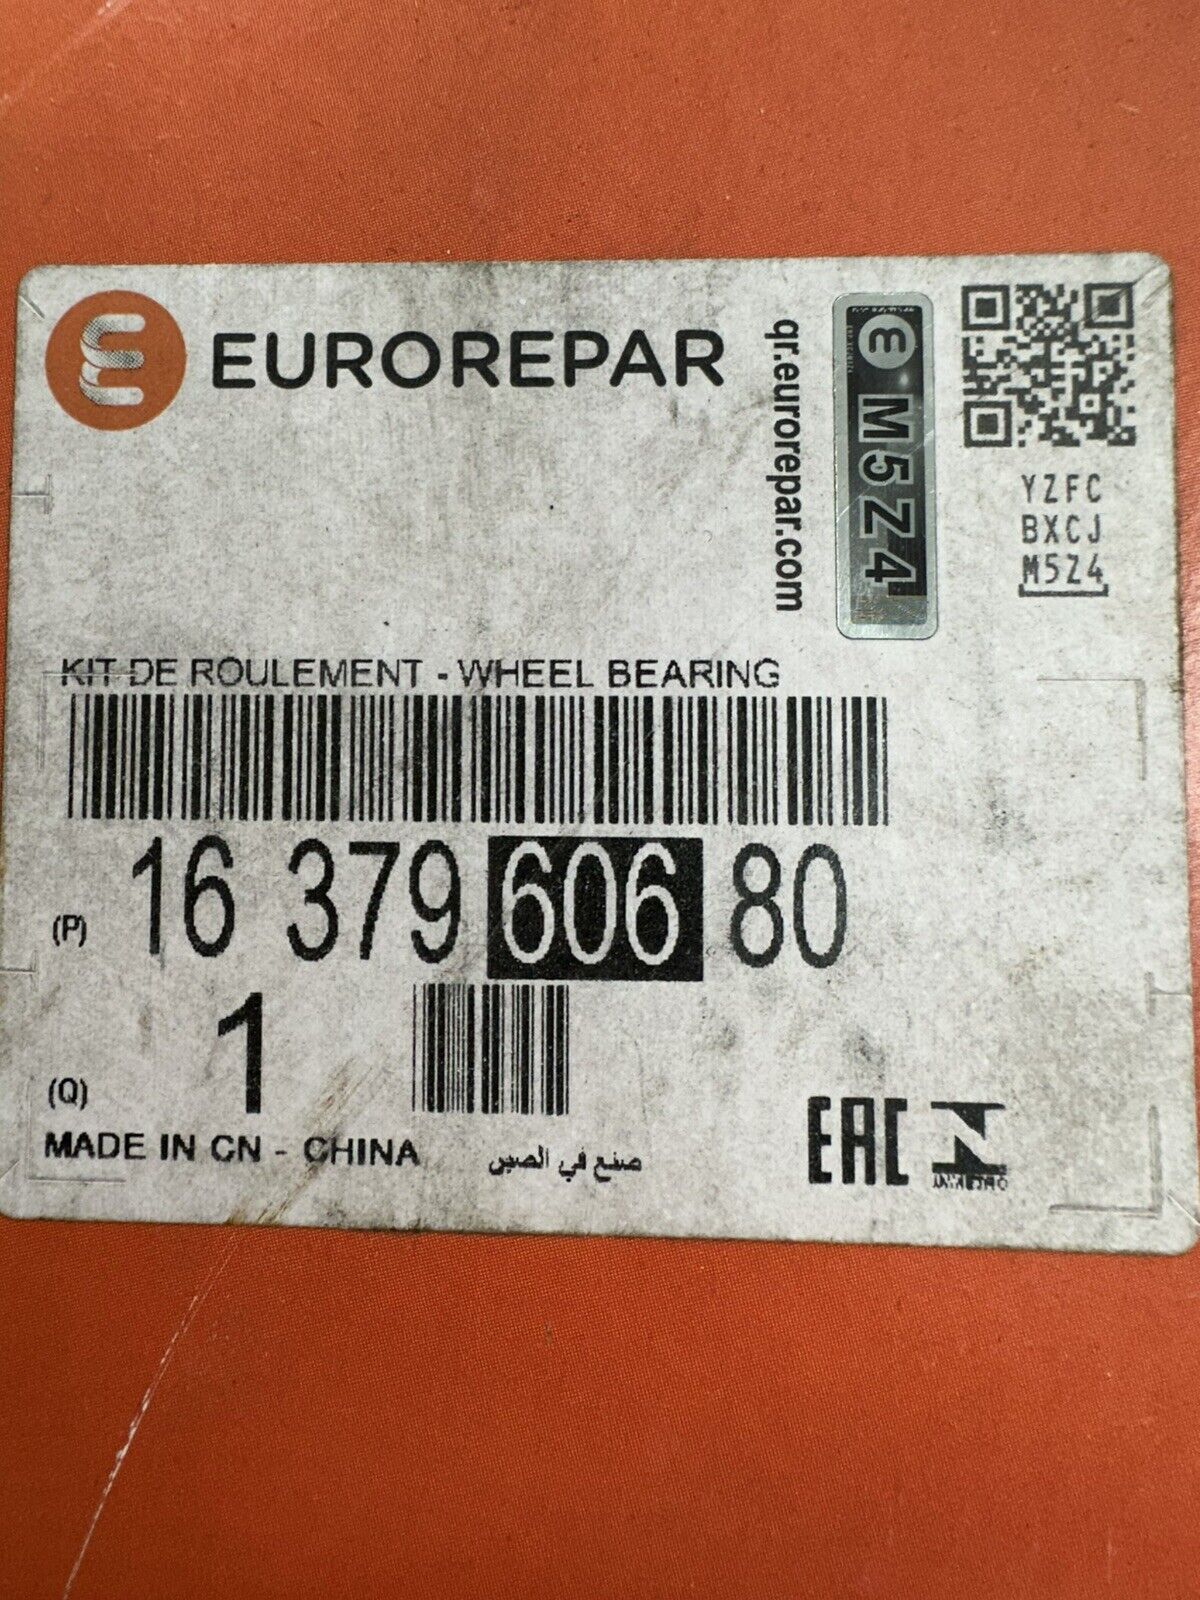 EUROREPAR
qr.eurorepar.com
M5Z4
YZFC
BXCJ
M5Z4
KIT DE ROULEMENT - WHEEL BEARING
(P) 16 379 606 80
(Q) 1
MADE IN CN - CHINA صنع في الصين
EAC
INMETRO